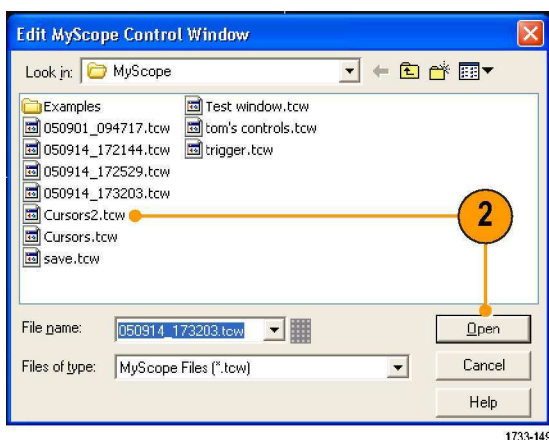 Edit MyScope Control Window
Look in: MyScope
Examples
050901_094717.tcw
050914_172144.tcw
050914_172529.tcw
050914_173203.tcw
Cursors2.tcw
Cursors.tcw
save.tcw
Test window.tcw
tom's controls.tcw
trigger.tcw
2
File name: 050914_173203.tcw Open
Files of type: MyScope Files (*.tcw) Cancel
Help
1733-149